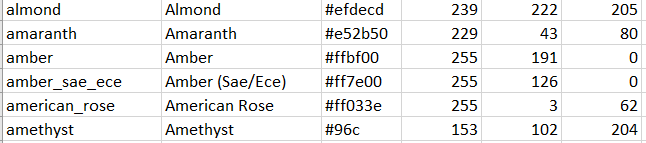 almond Almond #efdecd 239 222 205
amaranth Amaranth #e52b50 229 43 80
amber Amber #ffbf00 255 191 0
amber_sae_ece Amber (Sae/Ece) #ff7e00 255 126 0
american_rose American Rose #ff033e 255 3 62
amethyst Amethyst #96c 153 102 204